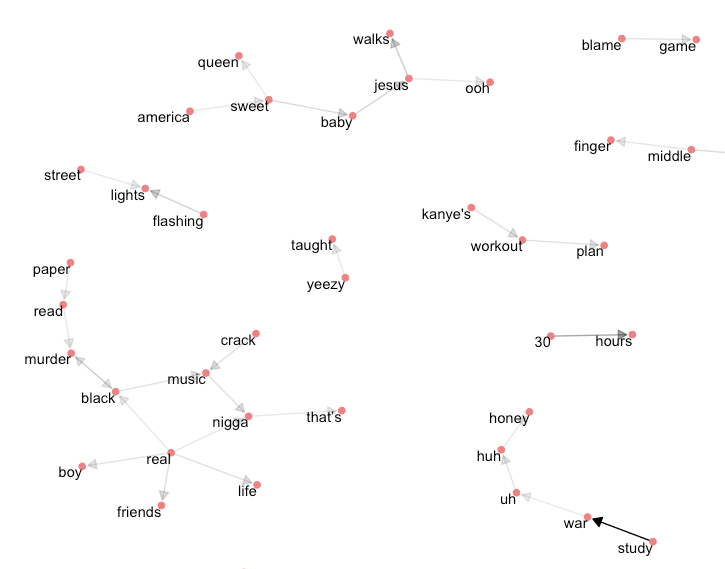 walks
blame
game
queen
jesus
ooh
sweet
america
baby
finger
middle
street
lights
flashing
kanye's
workout
plan
taught
yeezy
paper
read
murder
black
crack
music
nigga
that's
30
hours
real
boy
life
friends
honey
huh
uh
war
study